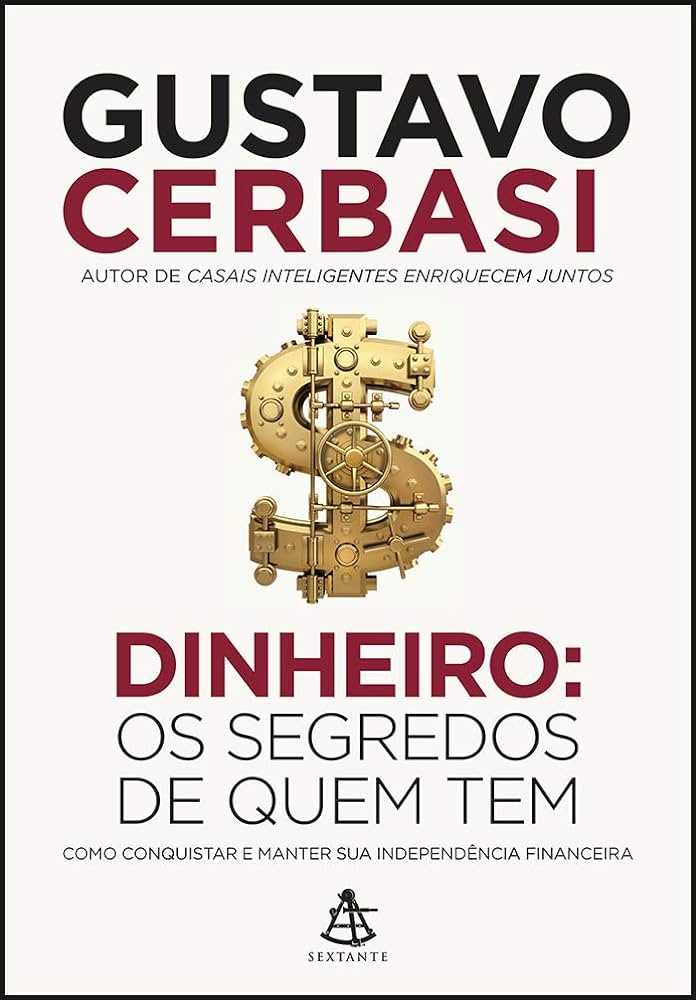 GUSTAVO
CERBASI
AUTOR DE CASAIS INTELIGENTES ENRIQUECEM JUNTOS
DINHEIRO:
OS SEGREDOS
DE QUEM TEM
COMO CONQUISTAR E MANTER SUA INDEPENDÊNCIA FINANCEIRA
SEXTANTE